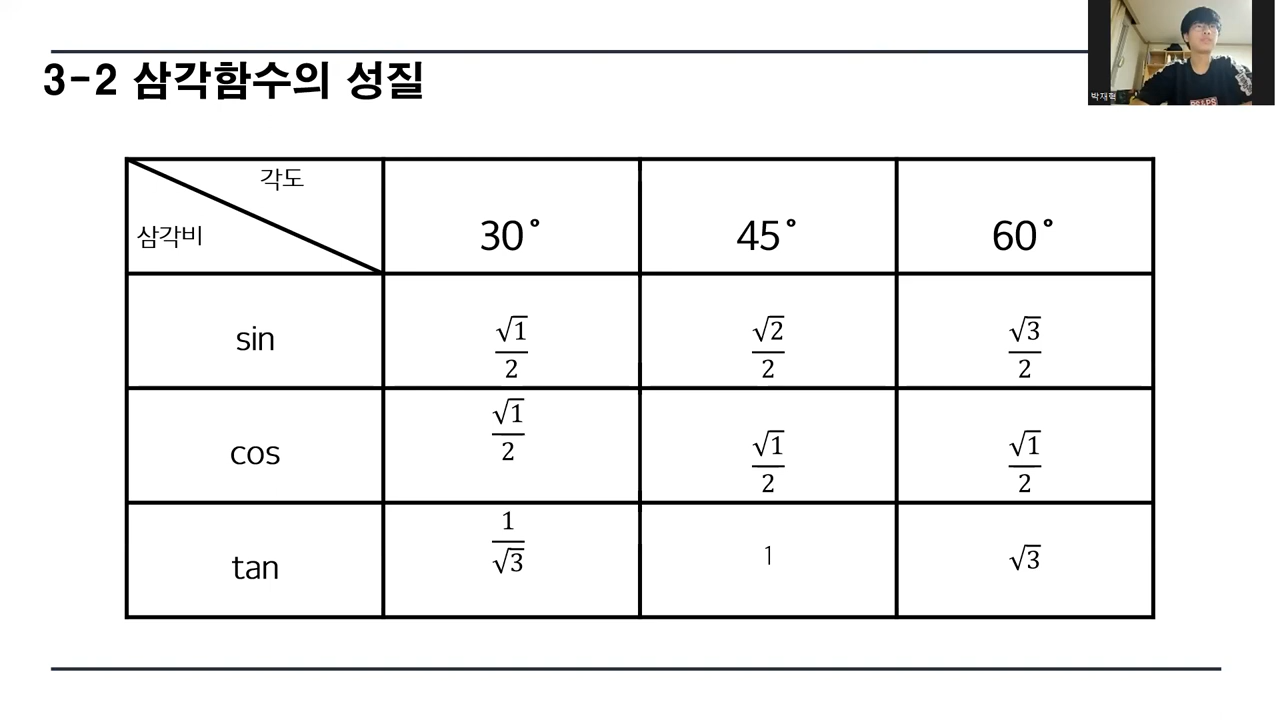 3-2 삼각함수의 성질
박재혁
각도
삼각비
30°
45°
60°
sin
√1/2
√2/2
√3/2
cos
√1/2
√1/2
√1/2
tan
1/√3
1
√3